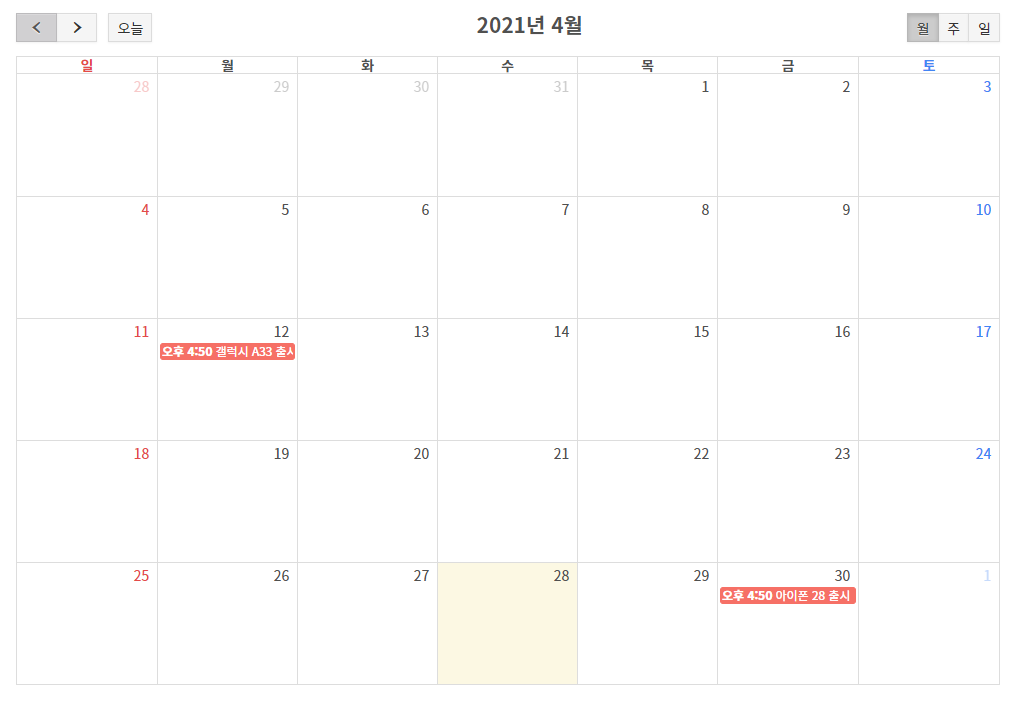 오늘
2021년 4월
월 주 일
일 월 화 수 목 금 토
28 29 30 31 1 2 3
4 5 6 7 8 9 10
11 12 13 14 15 16 17
오후 4:50 갤럭시 A33 출시
18 19 20 21 22 23 24
25 26 27 28 29 30 1
오후 4:50 아이폰 28 출시